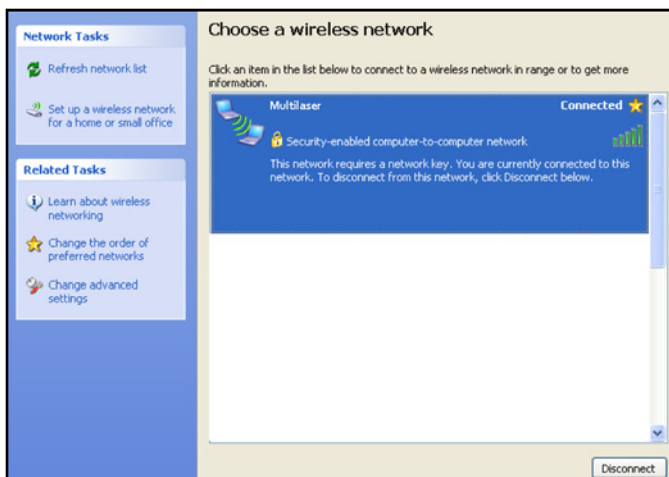 Network Tasks
Refresh network list
Set up a wireless network
for a home or small office
Related Tasks
Learn about wireless
networking
Change the order of
preferred networks
Change advanced
settings
Choose a wireless network
Click an item in the list below to connect to a wireless network in range or to get more
information.
Multilaser Connected
Security-enabled computer-to-computer network
This network requires a network key. You are currently connected to this
network. To disconnect from this network, click Disconnect below.
Disconnect